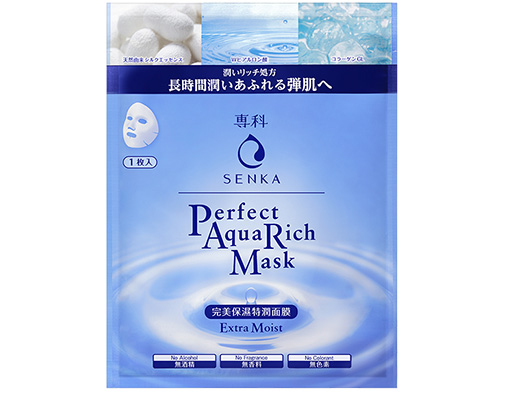 天然由来シルクエッセンス
Wヒアルロン酸
コラーゲンGL
潤いリッチ処方
長時間潤いあふれる弾肌へ
専科
1枚入
SENKA
Perfect
AquaRich
Mask
完美保濕特潤面膜
Extra Moist
No Alcohol
無酒精
No Fragrance
無香料
No Colorant
無色素